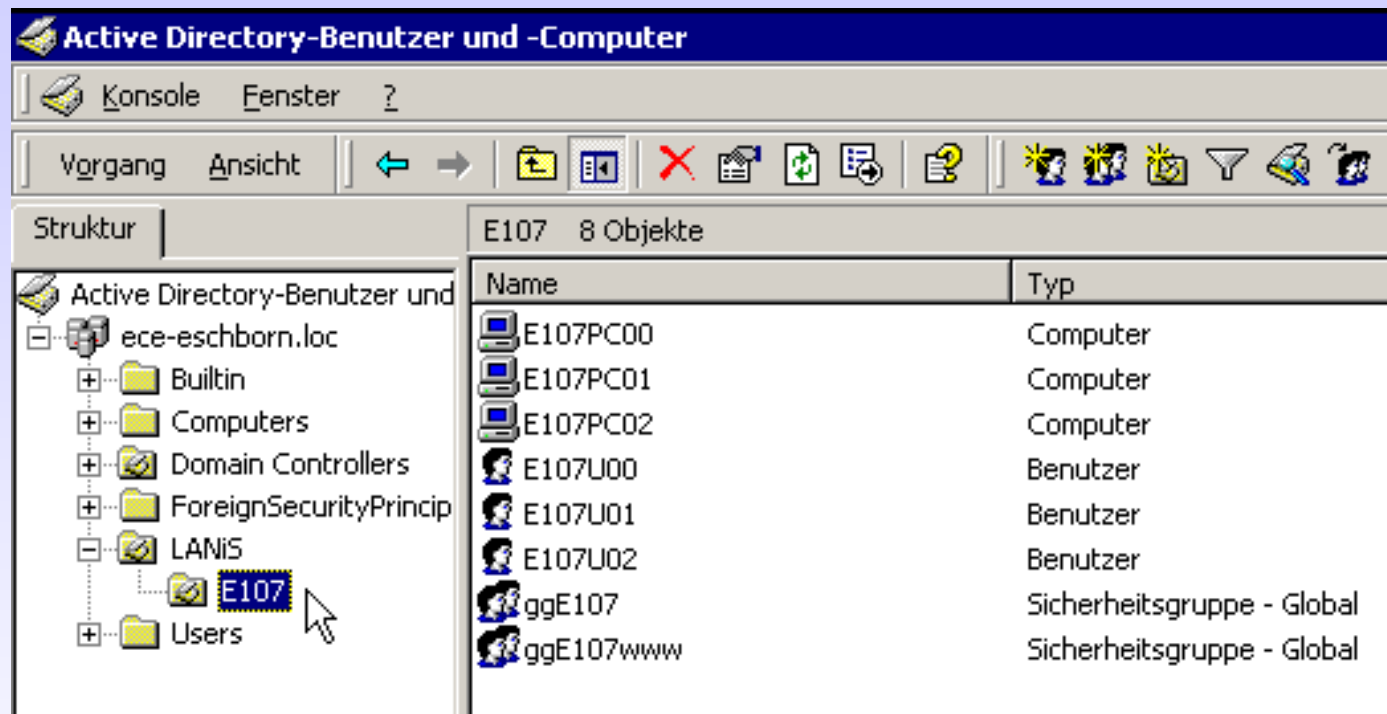 Active Directory-Benutzer und -Computer
Konsole Fenster ?
Vorgang Ansicht
Struktur
E107 8 Objekte
Name Typ
Active Directory-Benutzer und
ece-eschborn.loc
Builtin
Computers
Domain Controllers
ForeignSecurityPrincip
LANiS
E107
Users
E107PC00 Computer
E107PC01 Computer
E107PC02 Computer
E107U00 Benutzer
E107U01 Benutzer
E107U02 Benutzer
ggE107 Sicherheitsgruppe - Global
ggE107www Sicherheitsgruppe - Global